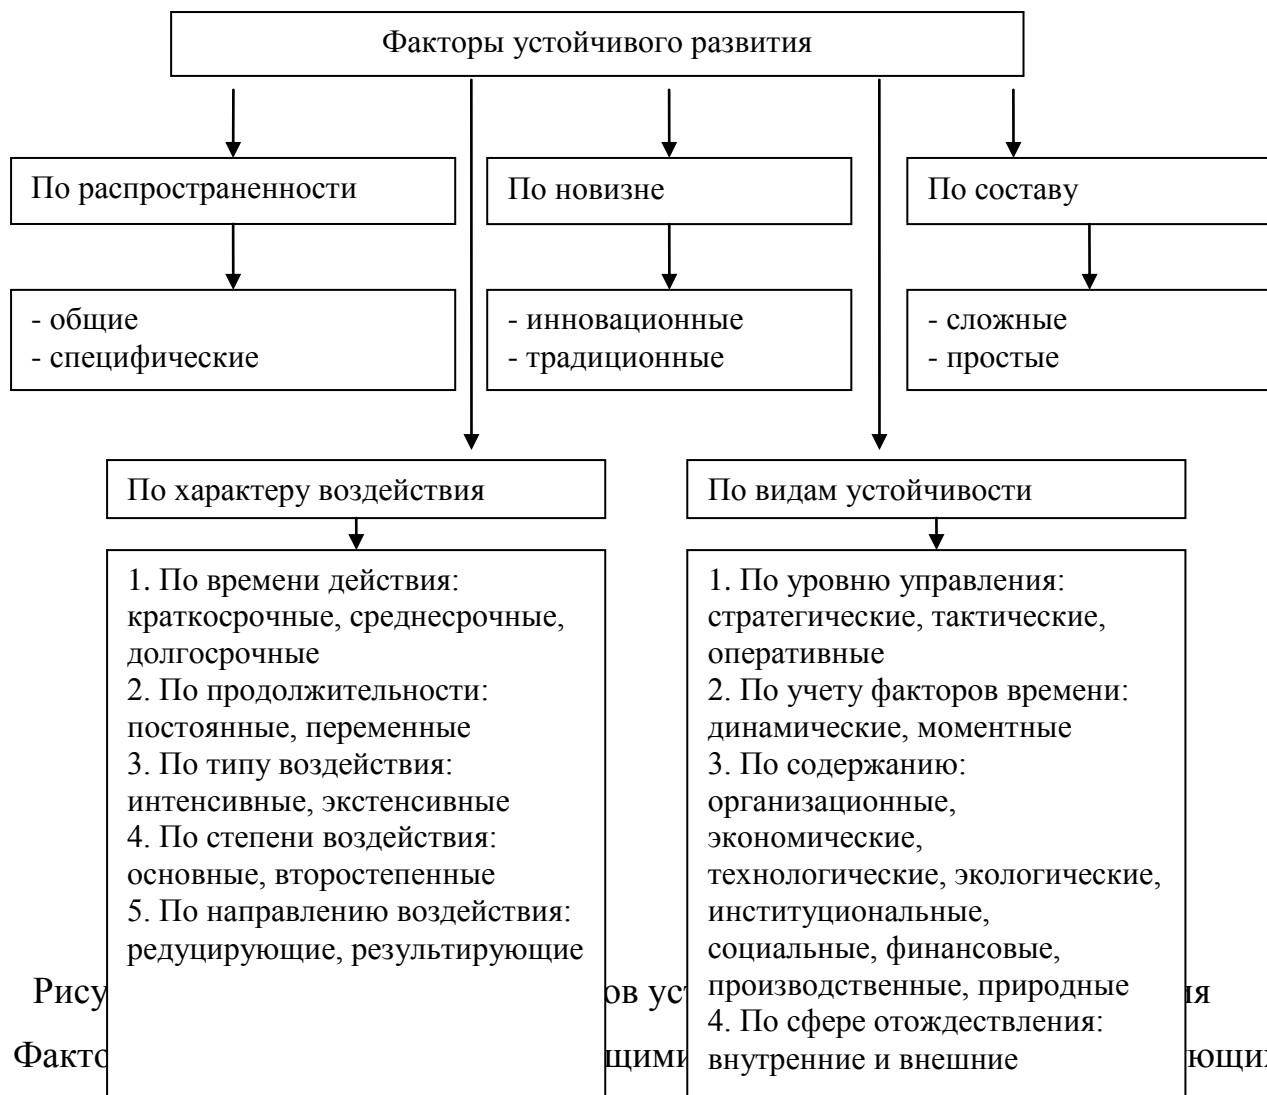 Факторы устойчивого развития
По распространенности
По новизне
По составу
- общие
- специфические
- инновационные
- традиционные
- сложные
- простые
По характеру воздействия
По видам устойчивости
1. По времени действия:
краткосрочные, среднесрочные,
долгосрочные
2. По продолжительности:
постоянные, переменные
3. По типу воздействия:
интенсивные, экстенсивные
4. По степени воздействия:
основные, второстепенные
5. По направлению воздействия:
редуцирующие, результирующие
1. По уровню управления:
стратегические, тактические,
оперативные
2. По учету факторов времени:
динамические, моментные
3. По содержанию:
организационные,
экономические,
технологические, экологические,
институциональные,
социальные, финансовые,
производственные, природные
4. По сфере отождествления:
внутренние и внешние